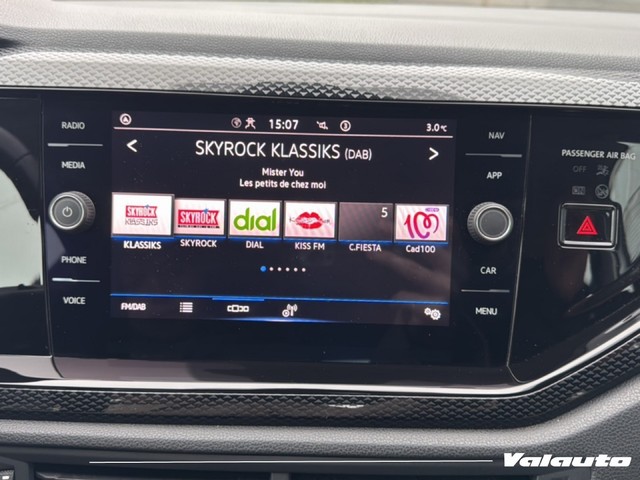 RADIO
MEDIA
PHONE
VOICE
15:07
3
3.0 °C
<
SKYROCK KLASSIKS (DAB)
>
Mister You
Les petits de chez moi
SKYROCK
KLASSIKS
SKYROCK
dial
5
KLASSIKS
SKYROCK
DIAL
KISS FM
C.FIESTA
Cad100
FM/DAB
NAV
APP
CAR
MENU
PASSENGER AIR BAG
OFF
Valauto